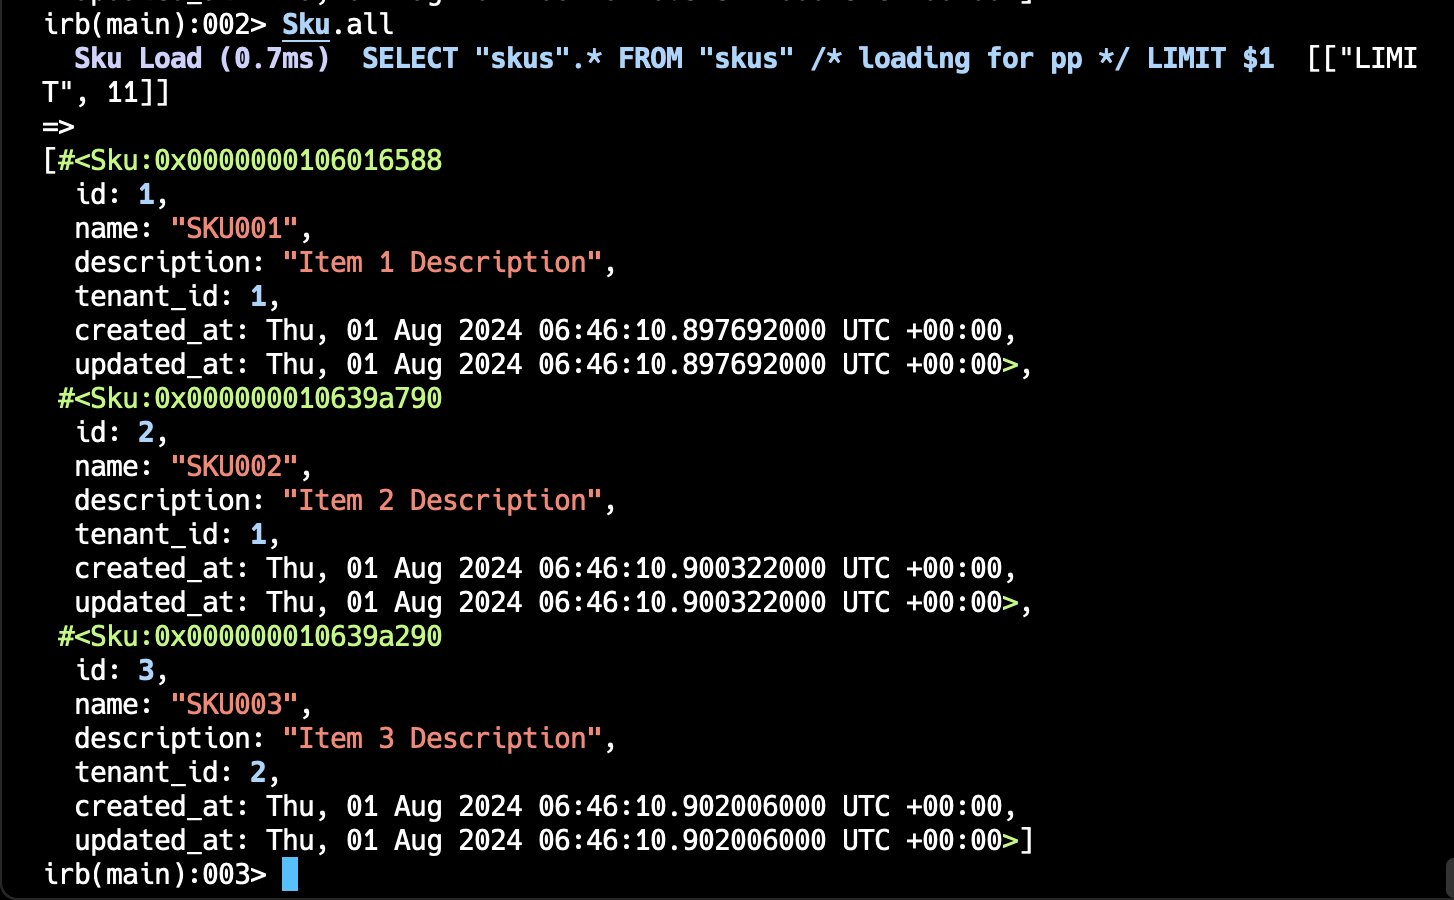 irb(main):002> Sku.all
  Sku Load (0.7ms)  SELECT "skus".* FROM "skus" /* loading for pp */ LIMIT $1  [["LIMI
T", 11]]
=>
[#<Sku:0x0000000106016588
  id: 1,
  name: "SKU001",
  description: "Item 1 Description",
  tenant_id: 1,
  created_at: Thu, 01 Aug 2024 06:46:10.897692000 UTC +00:00,
  updated_at: Thu, 01 Aug 2024 06:46:10.897692000 UTC +00:00>,
 #<Sku:0x000000010639a790
  id: 2,
  name: "SKU002",
  description: "Item 2 Description",
  tenant_id: 1,
  created_at: Thu, 01 Aug 2024 06:46:10.900322000 UTC +00:00,
  updated_at: Thu, 01 Aug 2024 06:46:10.900322000 UTC +00:00>,
 #<Sku:0x000000010639a290
  id: 3,
  name: "SKU003",
  description: "Item 3 Description",
  tenant_id: 2,
  created_at: Thu, 01 Aug 2024 06:46:10.902006000 UTC +00:00,
  updated_at: Thu, 01 Aug 2024 06:46:10.902006000 UTC +00:00>]
irb(main):003>